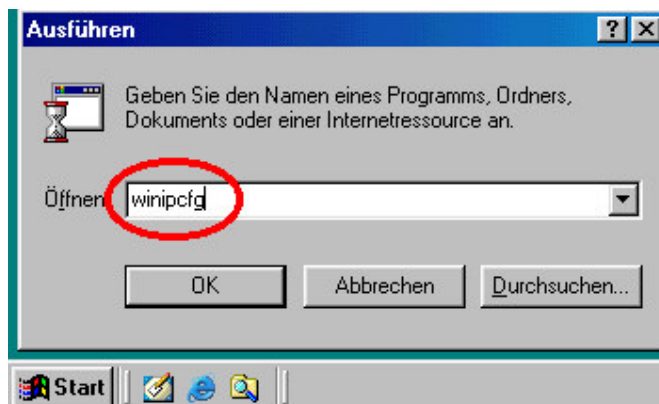 Ausführen
Geben Sie den Namen eines Programms, Ordners,
Dokuments oder einer Internetressource an.
Öffnen winipcfg
OK Abbrechen Durchsuchen...
Start